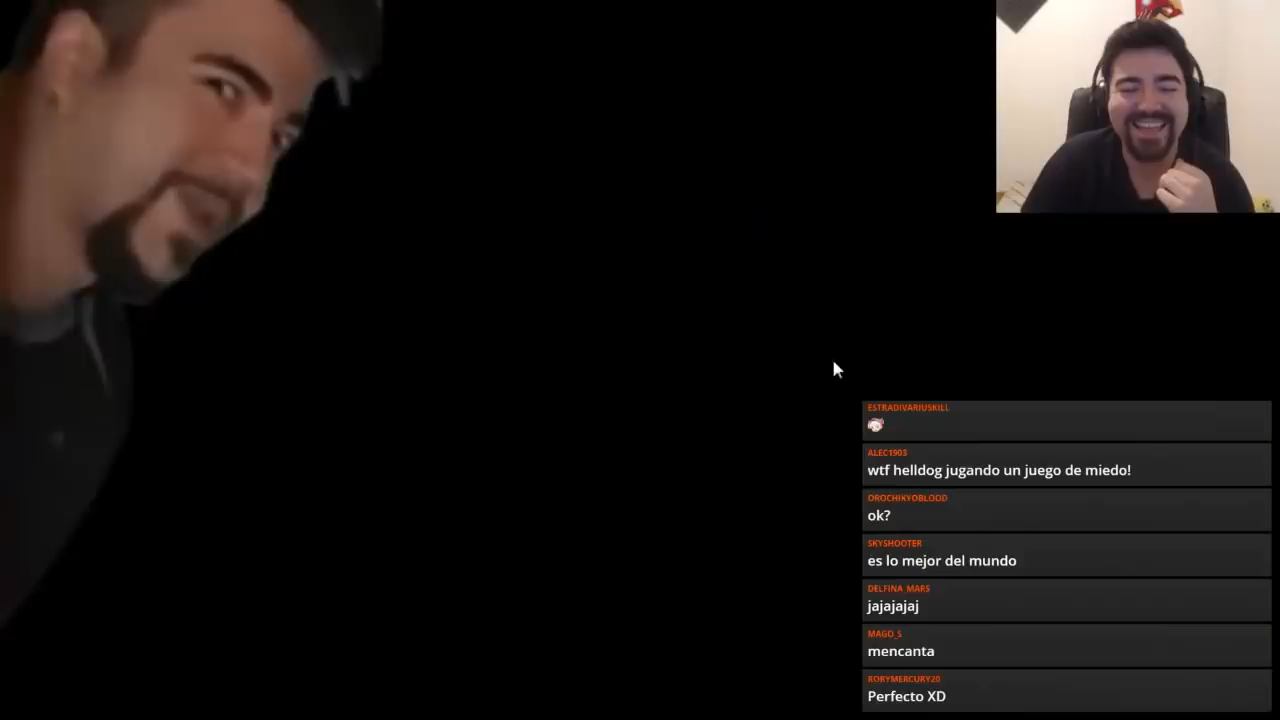 ESTRADIVARIUSKILL
ALEC1903
wtf helldog jugando un juego de miedo!
OROCHIKYOBLOOD
ok?
SKYSHOOTER
es lo mejor del mundo
DELFINA_MARS
jajajajaj
MAGO_S
mencanta
RORYMERCURY20
Perfecto XD